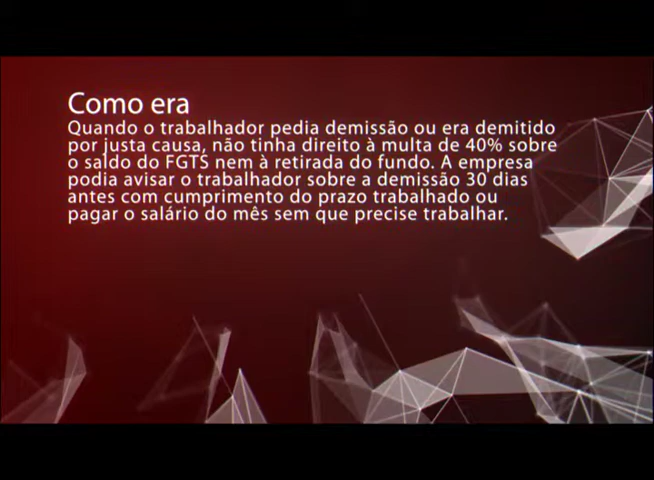 Como era
Quando o trabalhador pedia demissão ou era demitido
por justa causa, não tinha direito à multa de 40% sobre
o saldo do FGTS nem à retirada do fundo. A empresa
podia avisar o trabalhador sobre a demissão 30 dias
antes com cumprimento do prazo trabalhado ou
pagar o salário do mês sem que precise trabalhar.